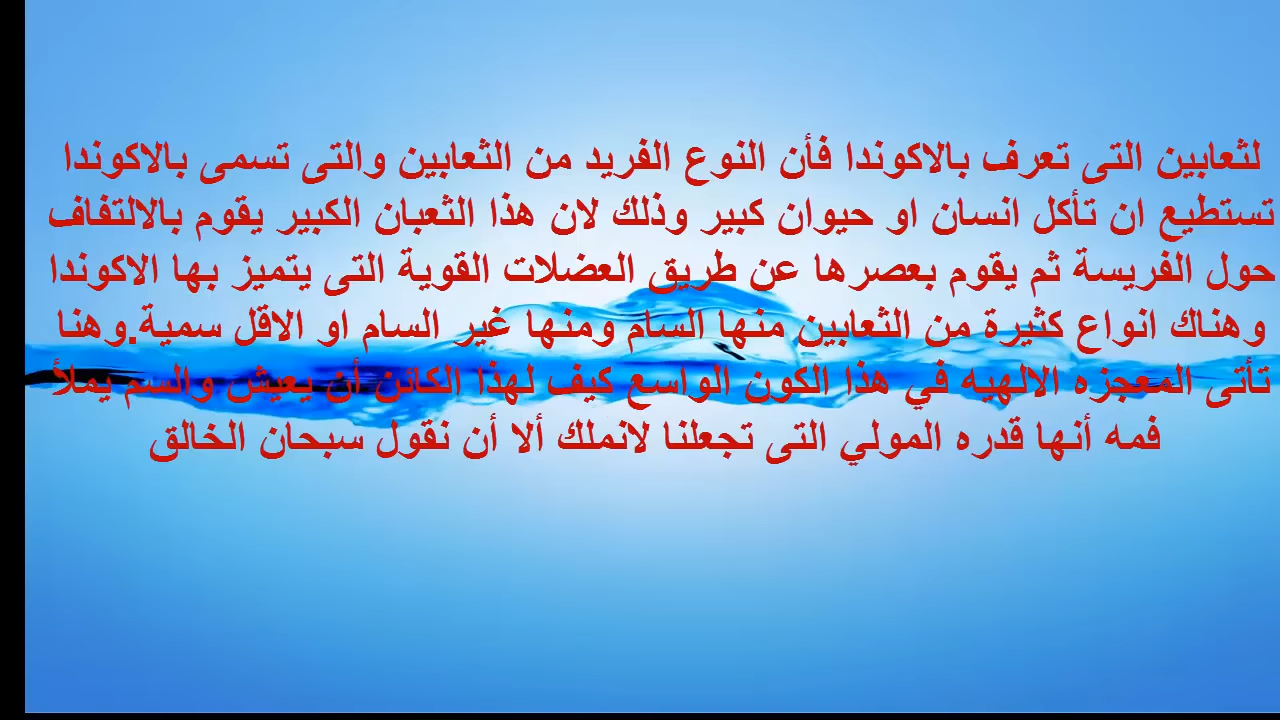 لثعابين التى تعرف بالاكوندا فأن النوع الفريد من الثعابين والتى تسمى بالاكوندا
تستطيع ان تأكل انسان او حيوان كبير وذلك لان هذا الثعبان الكبير يقوم بالالتفاف
حول الفريسة ثم يقوم بعصرها عن طريق العضلات القوية التى يتميز بها الاكوندا
وهناك انواع كثيرة من الثعابين منها السام ومنها غير السام او الاقل سمية.وهنا
تأتى المعجزه الالهيه في هذا الكون الواسع كيف لهذا الكائن أن يعيش والسم يملأ
فمه أنها قدره المولي التى تجعلنا لانملك ألا أن نقول سبحان الخالق